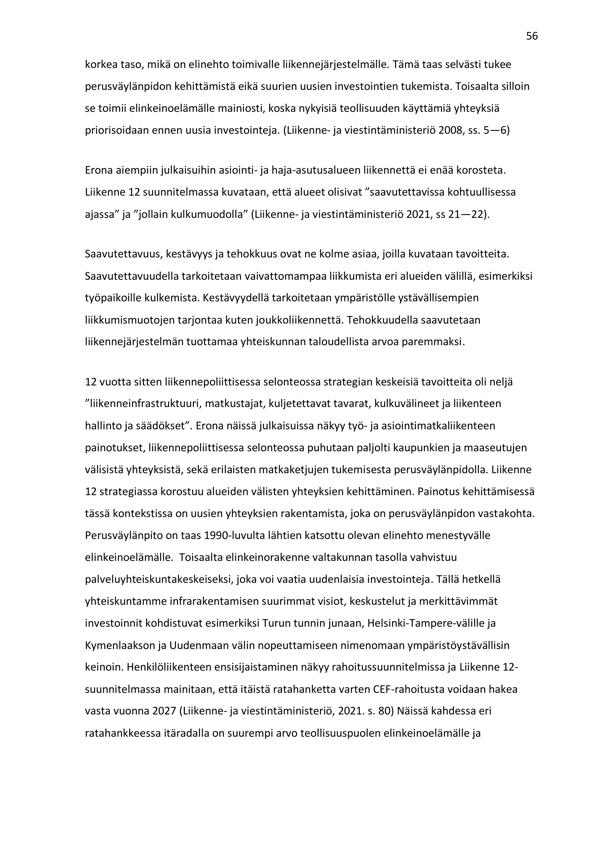 56
korkea taso, mikä on elinehto toimivalle liikennejärjestelmälle. Tämä taas selvästi tukee
perusväylänpidon kehittämistä eikä suurien uusien investointien tukemista. Toisaalta silloin
se toimii elinkeinoelämälle mainiosti, koska nykyisiä teollisuuden käyttämiä yhteyksiä
priorisoidaan ennen uusia investointeja. (Liikenne- ja viestintäministeriö 2008, ss. 5—6)
Erona aiempiin julkaisuihin asiointi- ja haja-asutusalueen liikennettä ei enää korosteta.
Liikenne 12 suunnitelmassa kuvataan, että alueet olisivat ”saavutettavissa kohtuullisessa
ajassa” ja ”jollain kulkumuodolla” (Liikenne- ja viestintäministeriö 2021, ss 21—22).
Saavutettavuus, kestävyys ja tehokkuus ovat ne kolme asiaa, joilla kuvataan tavoitteita.
Saavutettavuudella tarkoitetaan vaivattomampaa liikkumista eri alueiden välillä, esimerkiksi
työpaikoille kulkemista. Kestävyydellä tarkoitetaan ympäristölle ystävällisempien
liikkumismuotojen tarjontaa kuten joukkoliikennettä. Tehokkuudella saavutetaan
liikennejärjestelmän tuottamaa yhteiskunnan taloudellista arvoa paremmaksi.
12 vuotta sitten liikennepoliittisessa selonteossa strategian keskeisiä tavoitteita oli neljä
”liikenneinfrastruktuuri, matkustajat, kuljetettavat tavarat, kulkuvälineet ja liikenteen
hallinto ja säädökset”. Erona näissä julkaisuissa näkyy työ- ja asiointimatkaliikenteen
painotukset, liikennepoliittisessa selonteossa puhutaan paljolti kaupunkien ja maaseutujen
välisistä yhteyksistä, sekä erilaisten matkaketjujen tukemisesta perusväylänpidolla. Liikenne
12 strategiassa korostuu alueiden välisten yhteyksien kehittäminen. Painotus kehittämisessä
tässä kontekstissa on uusien yhteyksien rakentamista, joka on perusväylänpidon vastakohta.
Perusväylänpito on taas 1990-luvulta lähtien katsottu olevan elinehto menestyvälle
elinkeinoelämälle. Toisaalta elinkeinorakenne valtakunnan tasolla vahvistuu
palveluyhteiskuntakeskeiseksi, joka voi vaatia uudenlaisia investointeja. Tällä hetkellä
yhteiskuntamme infrarakentamisen suurimmat visiot, keskustelut ja merkittävimmät
investoinnit kohdistuvat esimerkiksi Turun tunnin junaan, Helsinki-Tampere-välille ja
Kymenlaakson ja Uudenmaan välin nopeuttamiseen nimenomaan ympäristöystävällisin
keinoin. Henkilöliikenteen ensisijaistaminen näkyy rahoitussuunnitelmissa ja Liikenne 12-
suunnitelmassa mainitaan, että itäistä ratahanketta varten CEF-rahoitusta voidaan hakea
vasta vuonna 2027 (Liikenne- ja viestintäministeriö, 2021. s. 80) Näissä kahdessa eri
ratahankkeessa itäradalla on suurempi arvo teollisuuspuolen elinkeinoelämälle ja